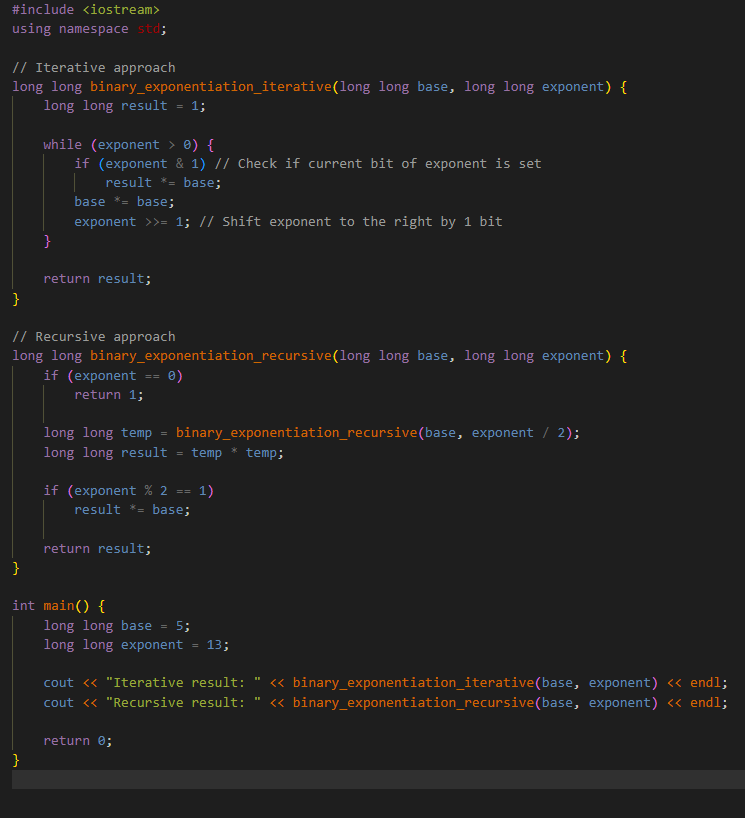 #include <iostream>
using namespace std;
// Iterative approach
long long binary_exponentiation_iterative(long long base, long long exponent) {
    long long result = 1;
    while (exponent > 0) {
        if (exponent & 1) // Check if current bit of exponent is set
            result *= base;
        base *= base;
        exponent >>= 1; // Shift exponent to the right by 1 bit
    }
    return result;
}
// Recursive approach
long long binary_exponentiation_recursive(long long base, long long exponent) {
    if (exponent == 0)
        return 1;
    long long temp = binary_exponentiation_recursive(base, exponent / 2);
    long long result = temp * temp;
    if (exponent % 2 == 1)
        result *= base;
    return result;
}
int main() {
    long long base = 5;
    long long exponent = 13;
    cout << "Iterative result: " << binary_exponentiation_iterative(base, exponent) << endl;
    cout << "Recursive result: " << binary_exponentiation_recursive(base, exponent) << endl;
    return 0;
}